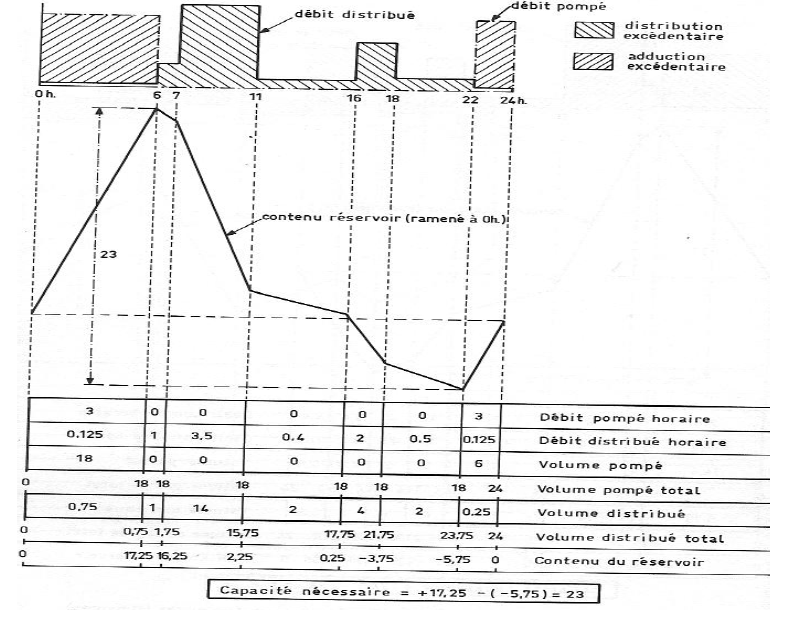 débit distribué
débit pompé
distribution
excédentaire
adduction
excédentaire
0h. 6 7 11 16 18 22 24h.
contenu réservoir (ramené à 0h.)
23
3 0 0 0 0 0 3 Débit pompé horaire
0.125 1 3,5 0.4 2 0.5 0.125 Débit distribué horaire
18 0 0 0 0 0 6 Volume pompé
0 18 18 18 18 18 18 24 Volume pompé total
0,75 1 14 2 4 2 0.25 Volume distribué
0 0,75 1,75 15,75 17,75 21,75 23,75 24 Volume distribué total
0 17,25 16,25 2,25 0,25 -3,75 -5,75 0 Contenu du réservoir
Capacité nécessaire = +17,25 - (-5,75) = 23